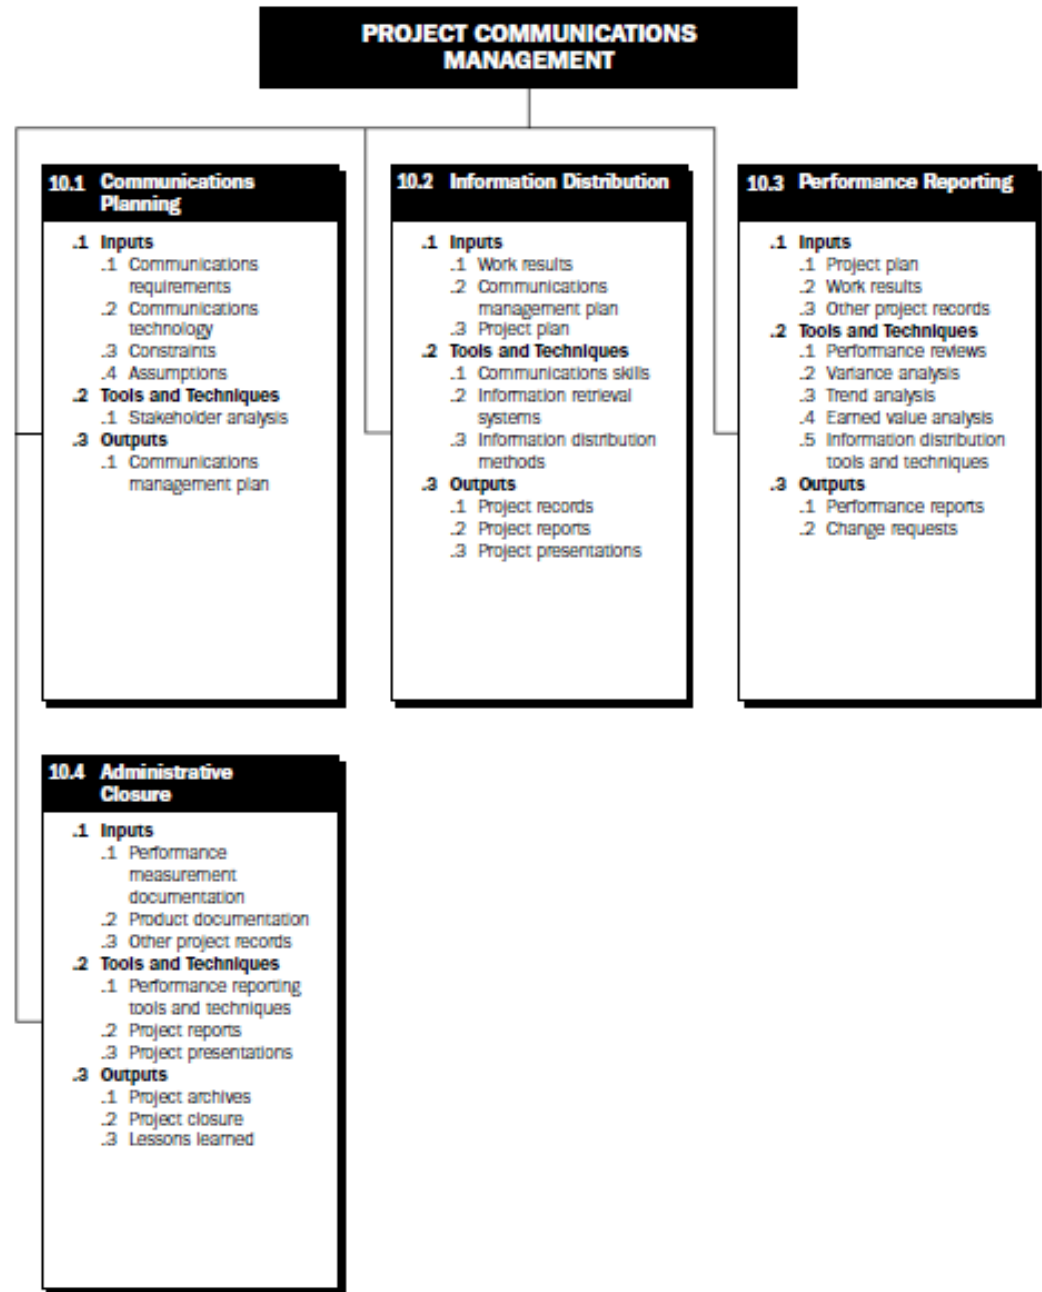 PROJECT COMMUNICATIONS
MANAGEMENT
10.1 Communications
Planning
.1 Inputs
.1 Communications
requirements
.2 Communications
technology
.3 Constraints
.4 Assumptions
.2 Tools and Techniques
.1 Stakeholder analysis
.3 Outputs
.1 Communications
management plan
10.2 Information Distribution
.1 Inputs
.1 Work results
.2 Communications
management plan
.3 Project plan
.2 Tools and Techniques
.1 Communications skills
.2 Information retrieval
systems
.3 Information distribution
methods
.3 Outputs
.1 Project records
.2 Project reports
.3 Project presentations
10.3 Performance Reporting
.1 Inputs
.1 Project plan
.2 Work results
.3 Other project records
.2 Tools and Techniques
.1 Performance reviews
.2 Variance analysis
.3 Trend analysis
.4 Earned value analysis
.5 Information distribution
tools and techniques
.3 Outputs
.1 Performance reports
.2 Change requests
10.4 Administrative
Closure
.1 Inputs
.1 Performance
measurement
documentation
.2 Product documentation
.3 Other project records
.2 Tools and Techniques
.1 Performance reporting
tools and techniques
.2 Project reports
.3 Project presentations
.3 Outputs
.1 Project archives
.2 Project closure
.3 Lessons learned